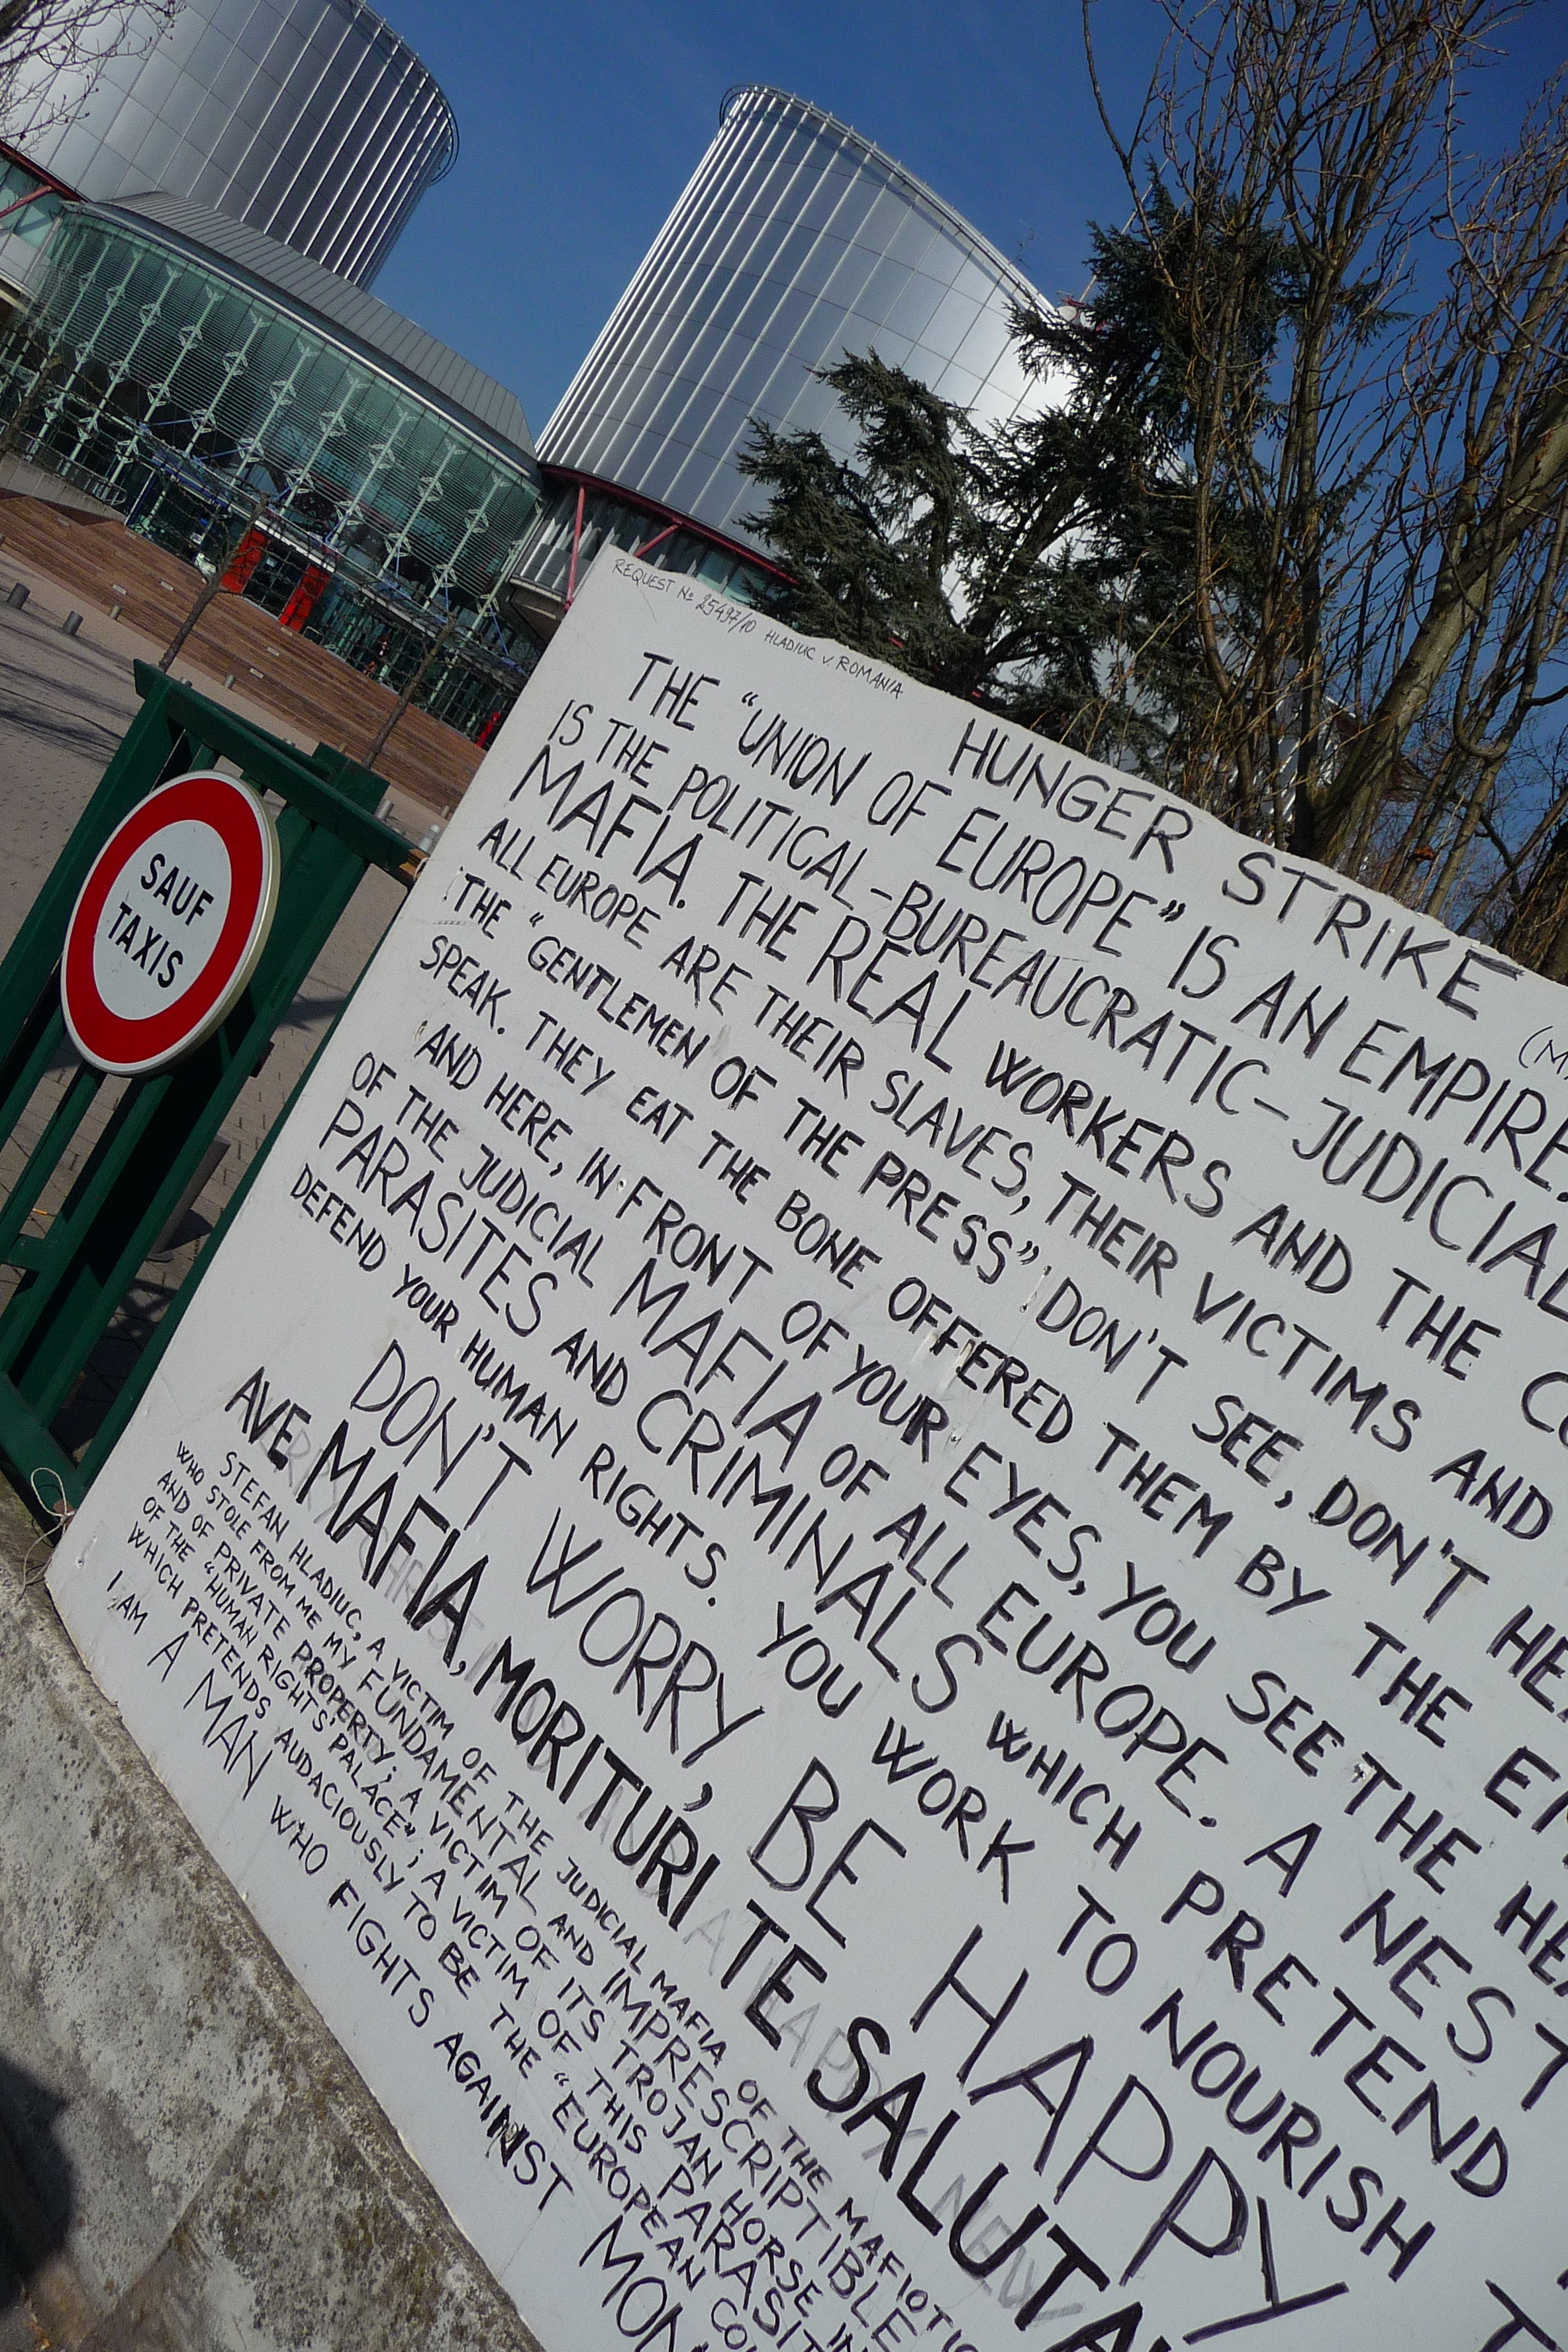 SAUF
TAXIS
REQUEST No 25497/10 HLADIUC v. ROMANIA
HUNGER STRIKE
THE "UNION OF EUROPE" IS AN EMPIRE.
IS THE POLITICAL-BUREAUCRATIC-JUDICIAL
MAFIA. THE REAL WORKERS AND THE
ALL EUROPE ARE THEIR SLAVES, THEIR VICTIMS AND
THE "GENTLEMEN OF THE PRESS" DON'T SEE, DON'T
SPEAK. THEY EAT THE BONE OFFERED THEM BY THE
AND HERE, IN FRONT OF YOUR EYES, YOU SEE THE
OF THE JUDICIAL MAFIA OF ALL EUROPE. A NEST
PARASITES AND CRIMINALS WHICH PRETEND
DEFEND YOUR HUMAN RIGHTS. YOU WORK TO NOURISH
DON'T WORRY, BE HAPPY
AVE MAFIA, MORITURI TE SALUTA
STEFAN HLADIUC, A VICTIM OF THE JUDICIAL MAFIA OF THE
WHO STOLE FROM ME MY FUNDAMENTAL AND IMPRESCRIPTIBLE
AND OF PRIVATE PROPERTY; A VICTIM OF ITS TROJAN HORSE
OF THE "HUMAN RIGHTS' PALACE"; A VICTIM OF THIS
WHICH PRETENDS AUDACIOUSLY TO BE THE "EUROPEAN
I AM A MAN WHO FIGHTS AGAINST